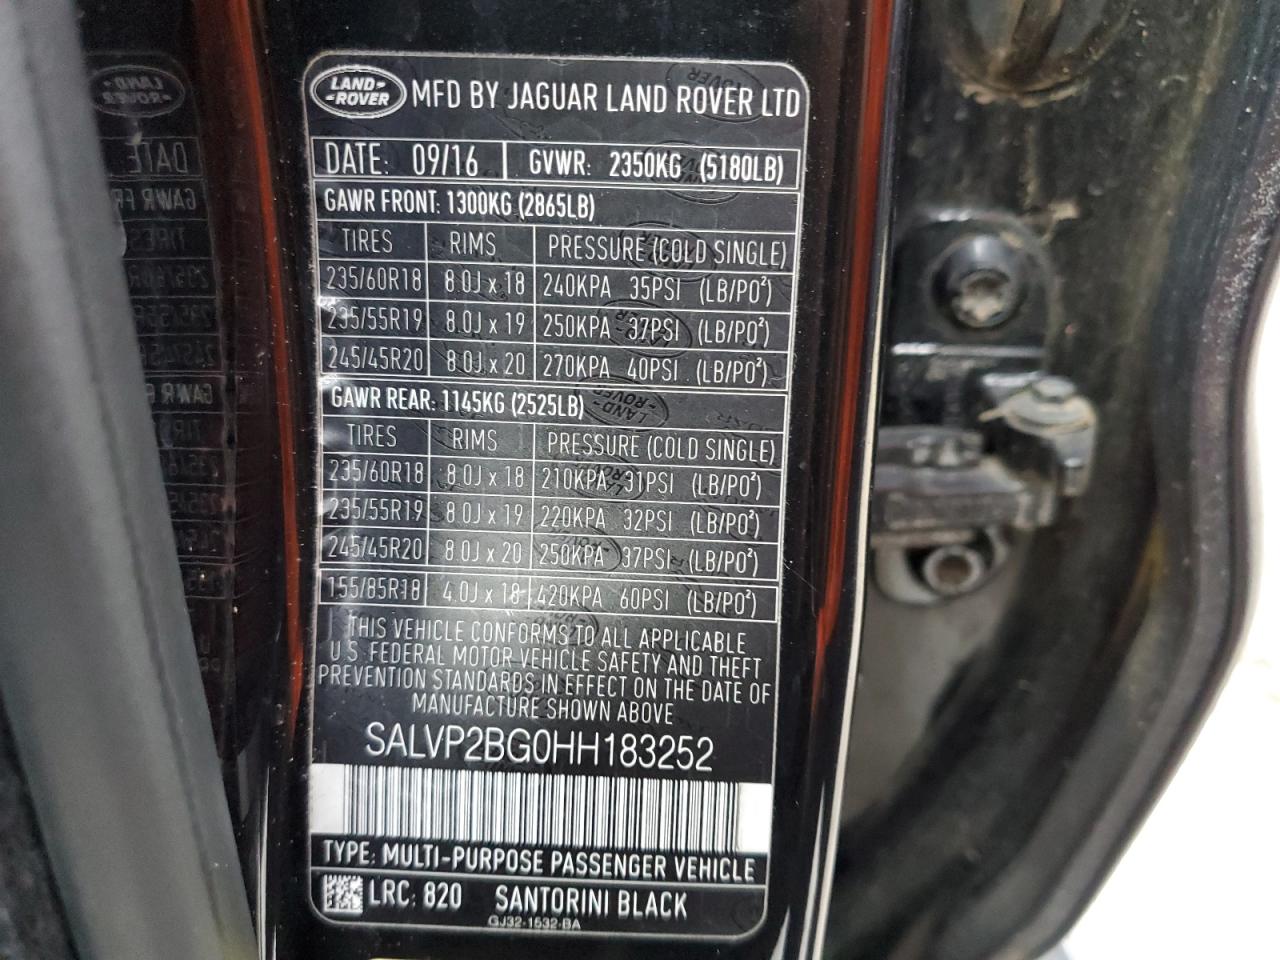 LAND ROVER MFD BY JAGUAR LAND ROVER LTD
DATE: 09/16 GVWR: 2350KG (5180LB)
GAWR FRONT: 1300KG (2865LB)
TIRES RIMS PRESSURE (COLD SINGLE)
235/60R18 8.0J x 18 240KPA 35PSI (LB/PO²)
235/55R19 8.0J x 19 250KPA 37PSI (LB/PO²)
245/45R20 8.0J x 20 270KPA 40PSI (LB/PO²)
GAWR REAR: 1145KG (2525LB)
TIRES RIMS PRESSURE (COLD SINGLE)
235/60R18 8.0J x 18 210KPA 31PSI (LB/PO²)
235/55R19 8.0J x 19 220KPA 32PSI (LB/PO²)
245/45R20 8.0J x 20 250KPA 37PSI (LB/PO²)
155/85R18 4.0J x 18 420KPA 60PSI (LB/PO²)
THIS VEHICLE CONFORMS TO ALL APPLICABLE
U.S. FEDERAL MOTOR VEHICLE SAFETY AND THEFT
PREVENTION STANDARDS IN EFFECT ON THE DATE OF
MANUFACTURE SHOWN ABOVE
SALVP2BG0HH183252
TYPE: MULTI-PURPOSE PASSENGER VEHICLE
LRC: 820 SANTORINI BLACK
GJ32-1532-BA